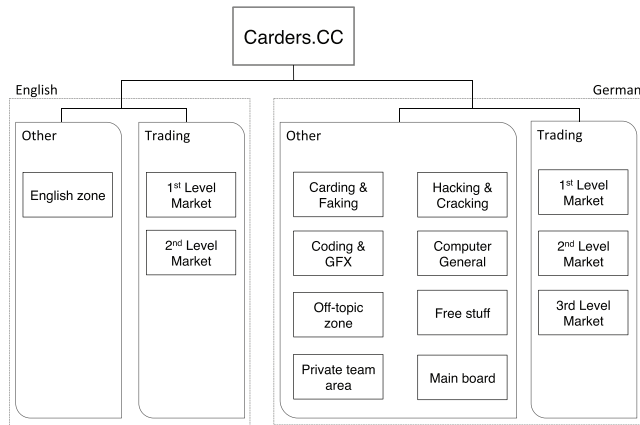 Carders.CC
English
German
Other
English zone
Trading
1st Level
Market
2nd Level
Market
Other
Carding &
Faking
Hacking &
Cracking
Coding &
GFX
Computer
General
Off-topic
zone
Free stuff
Private team
area
Main board
Trading
1st Level
Market
2nd Level
Market
3rd Level
Market